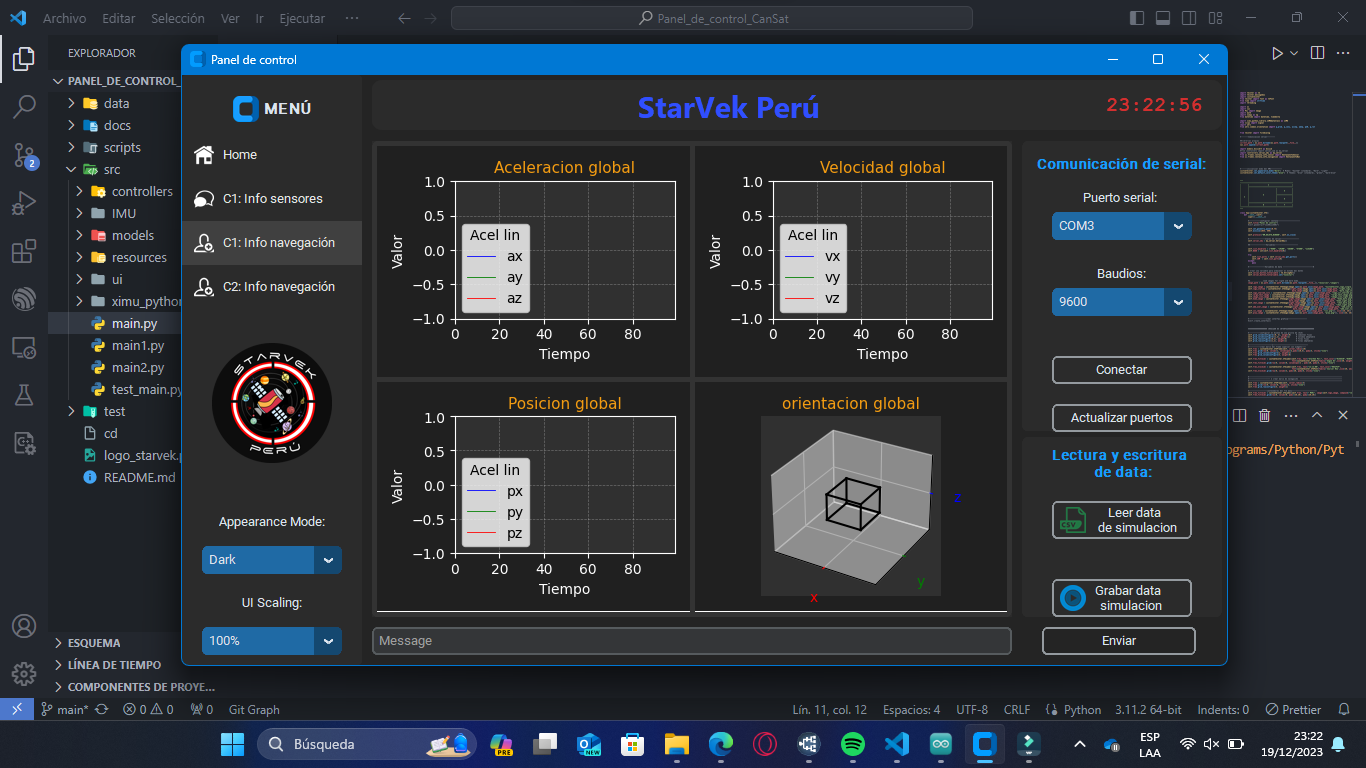 Archivo Editar Selección Ver Ir Ejecutar ···
Panel_de_control_CanSat
EXPLORADOR
PANEL_DE_CONTROL_
data
docs
scripts
src
controllers
IMU
models
resources
ui
ximu_python
main.py
main1.py
main2.py
test_main.py
test
cd
logo_starvek.p
README.md
ESQUEMA
LÍNEA DE TIEMPO
COMPONENTES DE PROYE...
Panel de control
MENÚ
Home
C1: Info sensores
C1: Info navegación
C2: Info navegación
STARVEK
PERÚ
Appearance Mode:
Dark
UI Scaling:
100%
StarVek Perú
23:22:56
Aceleracion global
1.0
0.5
0.0
−0.5
−1.0
Valor
Acel lin
ax
ay
az
0 20 40 60 80
Tiempo
Velocidad global
1.0
0.5
0.0
−0.5
−1.0
Valor
Acel lin
vx
vy
vz
0 20 40 60 80
Tiempo
Posicion global
1.0
0.5
0.0
−0.5
−1.0
Valor
Acel lin
px
py
pz
0 20 40 60 80
Tiempo
orientacion global
z
y
x
Message
Comunicación de serial:
Puerto serial:
COM3
Baudios:
9600
Conectar
Actualizar puertos
Lectura y escritura
de data:
CSV
Leer data
de simulacion
Grabar data
simulacion
Enviar
ograms/Python/Pyt
2
main* 0 0 0 Git Graph
Lín. 11, col. 12 Espacios: 4 UTF-8 CRLF Python 3.11.2 64-bit Indents: 0 Prettier
Búsqueda
PRE
NEW
ESP
LAA
23:22
19/12/2023